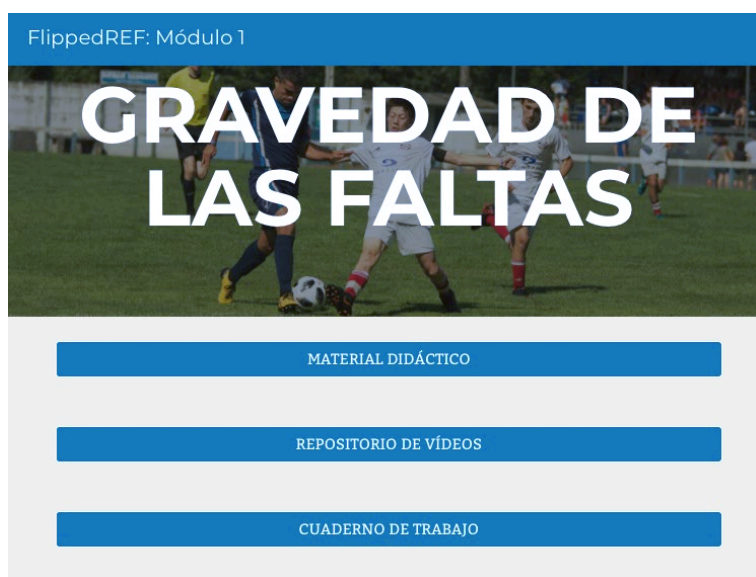 FlippedREF: Módulo 1
GRAVEDAD DE
LAS FALTAS
MATERIAL DIDÁCTICO
REPOSITORIO DE VÍDEOS
CUADERNO DE TRABAJO